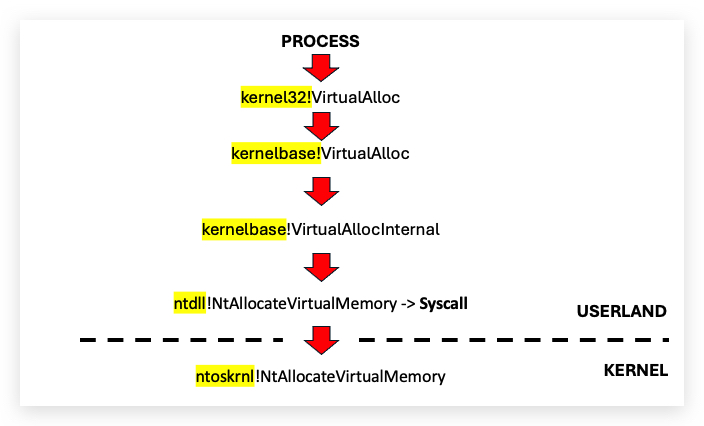 PROCESS
kernel32!VirtualAlloc
kernelbase!VirtualAlloc
kernelbase!VirtualAllocInternal
ntdll!NtAllocateVirtualMemory -> Syscall
USERLAND
KERNEL
ntoskrnl!NtAllocateVirtualMemory